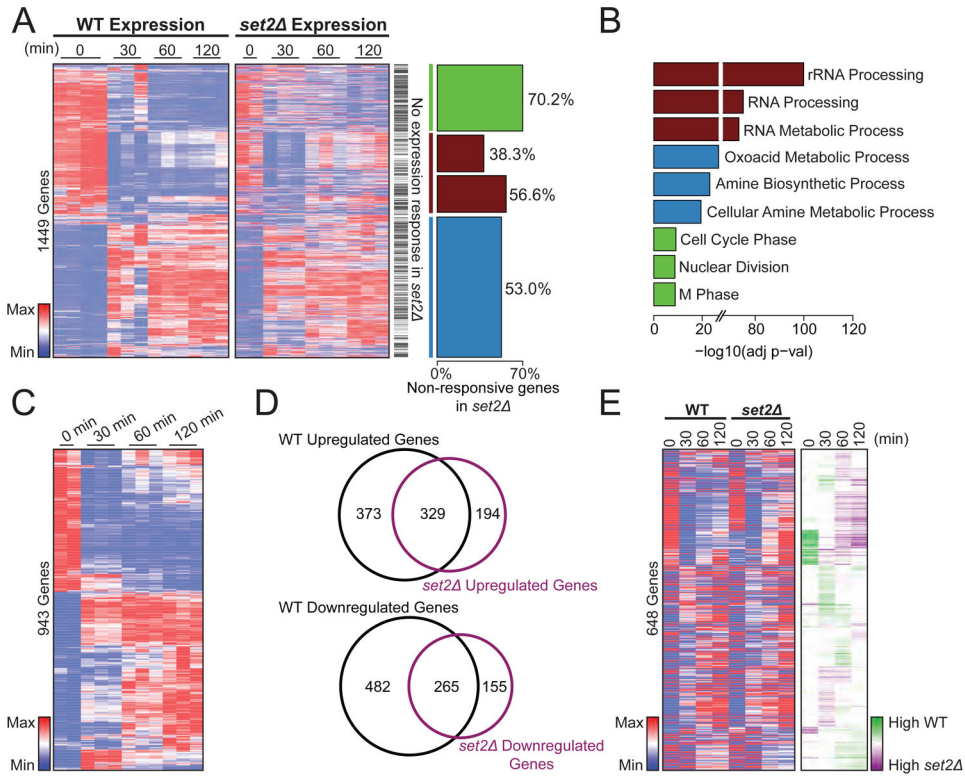 A
WT Expression
set2Δ Expression
(min)
0
30
60
120
0
30
60
120
1449 Genes
Max
Min
No expression response in set2Δ
70.2%
38.3%
56.6%
53.0%
0%
70%
Non-responsive genes
in set2Δ
B
rRNA Processing
RNA Processing
RNA Metabolic Process
Oxoacid Metabolic Process
Amine Biosynthetic Process
Cellular Amine Metabolic Process
Cell Cycle Phase
Nuclear Division
M Phase
0
20
80
100
120
−log10(adj p−val)
C
0 min
30 min
60 min
120 min
9433 Genes
Max
Min
D
WT Upregulated Genes
373
329
194
set2Δ Upregulated Genes
WT Downregulated Genes
482
265
155
set2Δ Downregulated
Genes
E
WT
set2Δ
0
30
60
120
0
30
60
120
0
30
60
120
(min)
648 Genes
Max
Min
High WT
High set2Δ